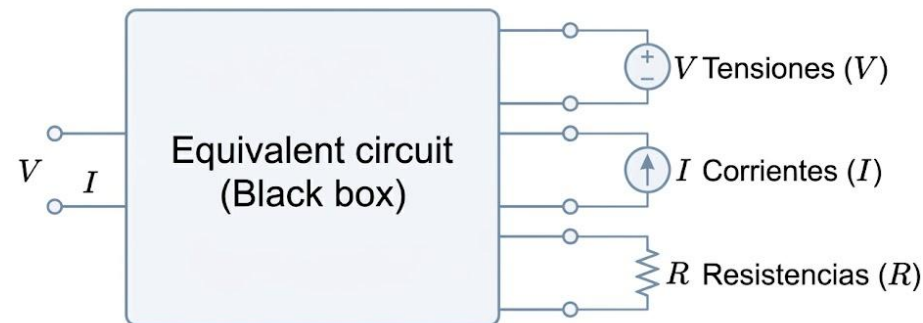 V Tensiones (V)
Equivalent circuit
(Black box)
V
I
I Corrientes (I)
R Resistencias (R)